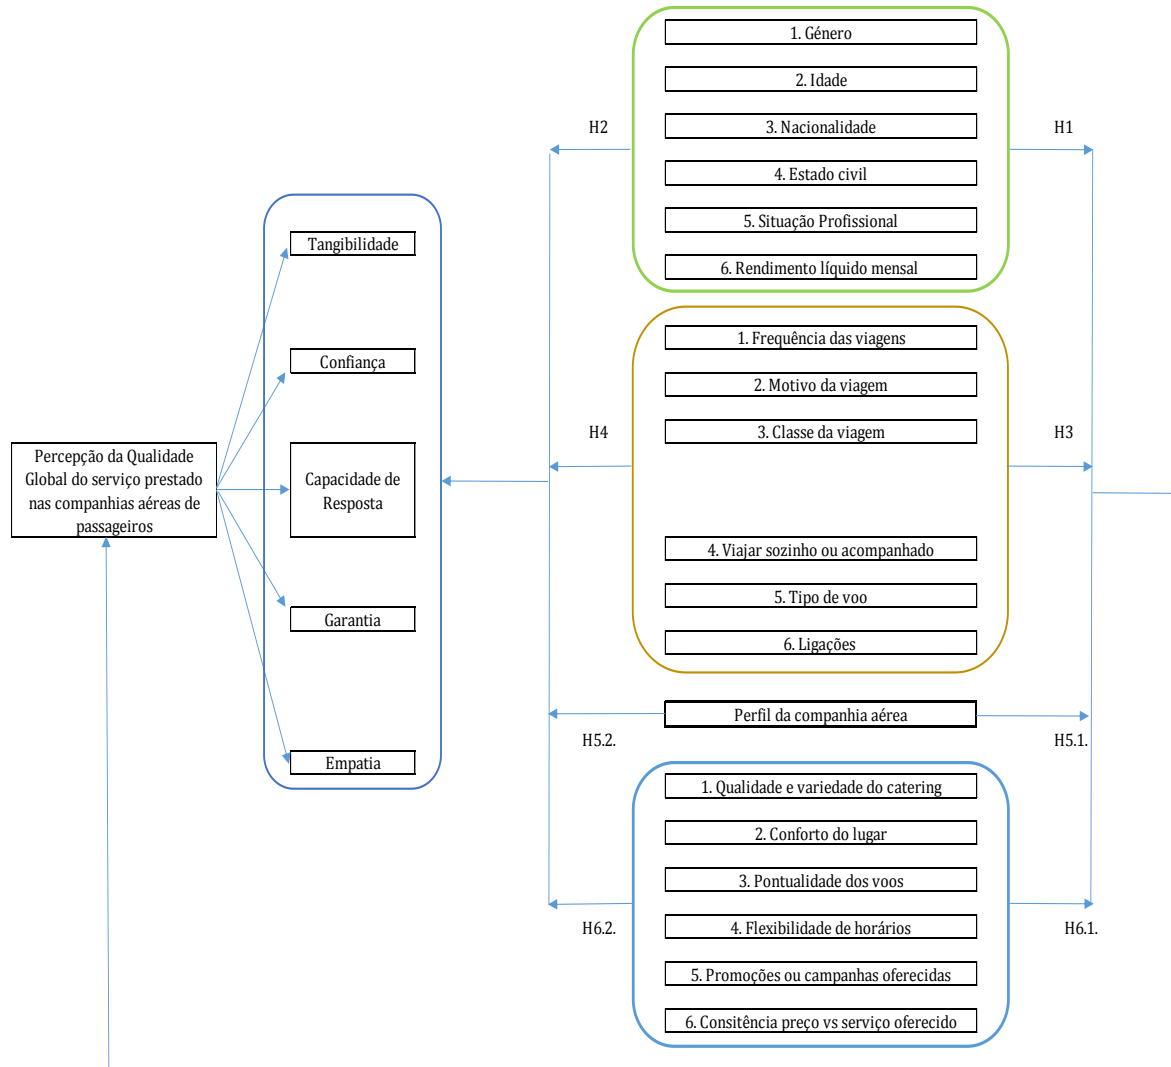 1. Género
2. Idade
3. Nacionalidade
4. Estado civil
5. Situação Profissional
6. Rendimento líquido mensal
H2
H1
Tangibilidade
Confiança
Capacidade de
Resposta
Garantia
Empatia
Percepção da Qualidade
Global do serviço prestado
nas companhias aéreas de
passageiros
1. Frequência das viagens
2. Motivo da viagem
3. Classe da viagem
4. Viajar sozinho ou acompanhado
5. Tipo de voo
6. Ligações
H4
H3
Perfil da companhia aérea
H5.2.
H5.1.
1. Qualidade e variedade do catering
2. Conforto do lugar
3. Pontualidade dos voos
4. Flexibilidade de horários
5. Promoções ou campanhas oferecidas
6. Consitência preço vs serviço oferecido
H6.2.
H6.1.